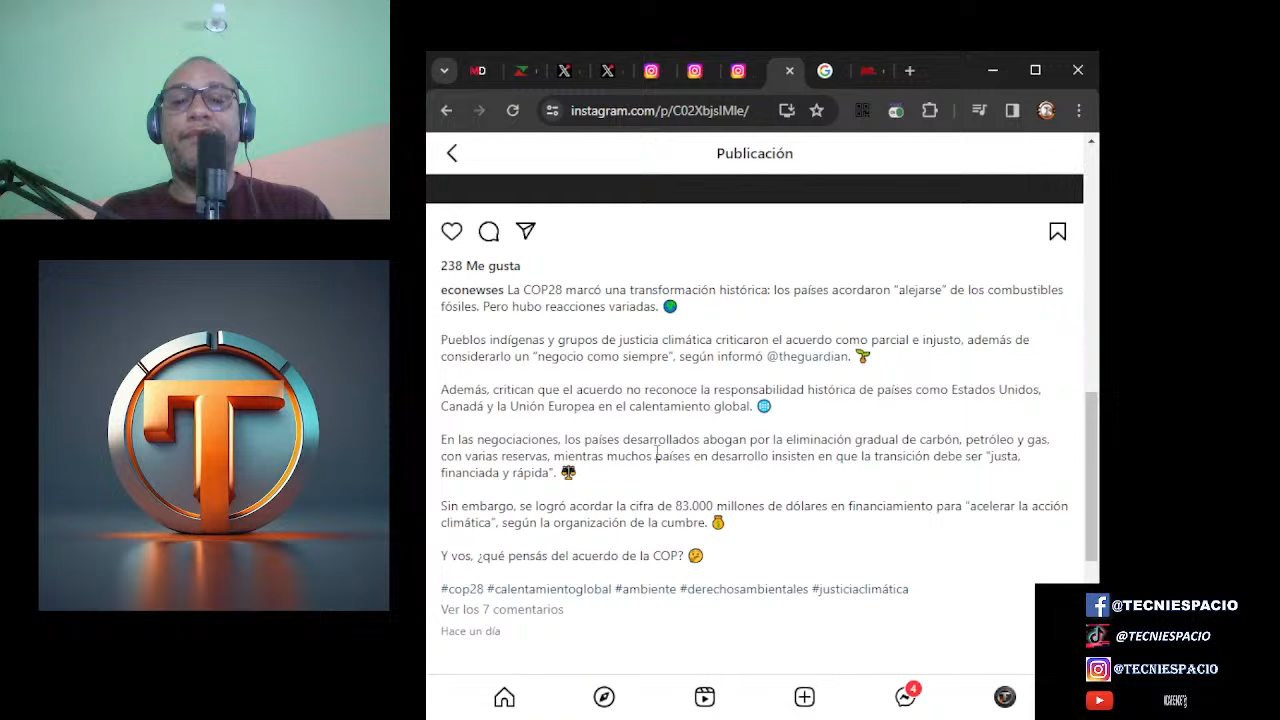 MD
instagram.com/p/C02XbjsIMIe/
Publicación
238 Me gusta
econewses La COP28 marcó una transformación histórica: los países acordaron “alejarse” de los combustibles
fósiles. Pero hubo reacciones variadas. 🌍
Pueblos indígenas y grupos de justicia climática criticaron el acuerdo como parcial e injusto, además de
considerarlo un “negocio como siempre”, según informó @theguardian. 🌱
Además, critican que el acuerdo no reconoce la responsabilidad histórica de países como Estados Unidos,
Canadá y la Unión Europea en el calentamiento global. 🌐
En las negociaciones, los países desarrollados abogan por la eliminación gradual de carbón, petróleo y gas,
con varias reservas, mientras muchos países en desarrollo insisten en que la transición debe ser “justa,
financiada y rápida”. ⚖️
Sin embargo, se logró acordar la cifra de 83.000 millones de dólares en financiamiento para “acelerar la acción
climática”, según la organización de la cumbre. 💰
Y vos, ¿qué pensás del acuerdo de la COP? 🤔
#cop28 #calentamientoglobal #ambiente #derechosambientales #justiciaclimática
Ver los 7 comentarios
Hace un día
4
T
@TECNIESPACIO
@TECNIESPACIO
@TECNIESPACIO